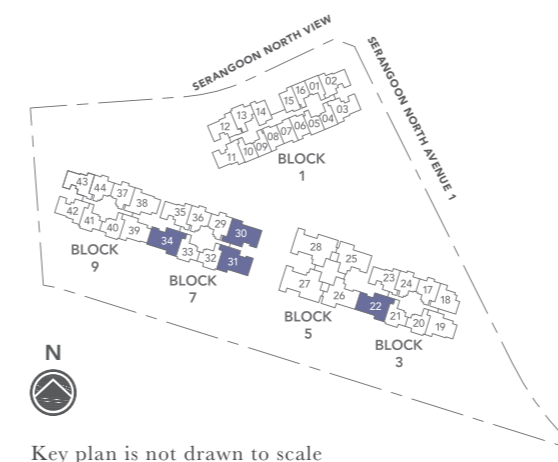 SERANGOON NORTH VIEW
SERANGOON NORTH AVENUE 1
12 13 14 15 16 01 02
11 10 09 08 07 06 05 04 03
BLOCK
1
43 44 37 38 35 36 29 30
42 41 40 39 34 33 32 31
BLOCK
9
BLOCK
7
28 25 23 24 17 18
27 26 22 21 20 19
BLOCK
5
BLOCK
3
N
Key plan is not drawn to scale